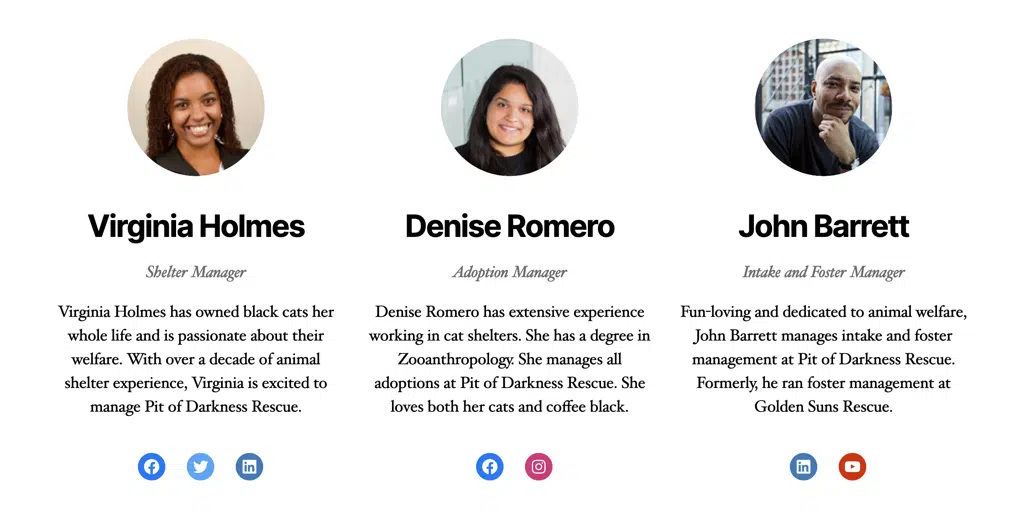 Virginia Holmes
Shelter Manager
Virginia Holmes has owned black cats her
whole life and is passionate about their
welfare. With over a decade of animal
shelter experience, Virginia is excited to
manage Pit of Darkness Rescue.
Denise Romero
Adoption Manager
Denise Romero has extensive experience
working in cat shelters. She has a degree in
Zooanthropology. She manages all
adoptions at Pit of Darkness Rescue. She
loves both her cats and coffee black.
John Barrett
Intake and Foster Manager
Fun-loving and dedicated to animal welfare,
John Barrett manages intake and foster
management at Pit of Darkness Rescue.
Formerly, he ran foster management at
Golden Suns Rescue.